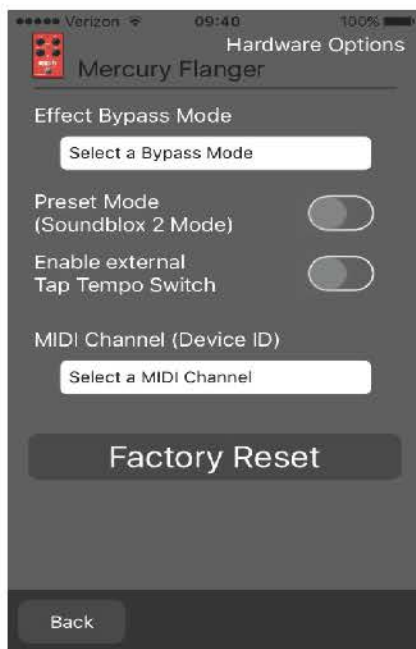 Verizon 09:40 100%
Hardware Options
Mercury Flanger
Effect Bypass Mode
Select a Bypass Mode
Preset Mode
(Soundblox 2 Mode)
Enable external
Tap Tempo Switch
MIDI Channel (Device ID)
Select a MIDI Channel
Factory Reset
Back